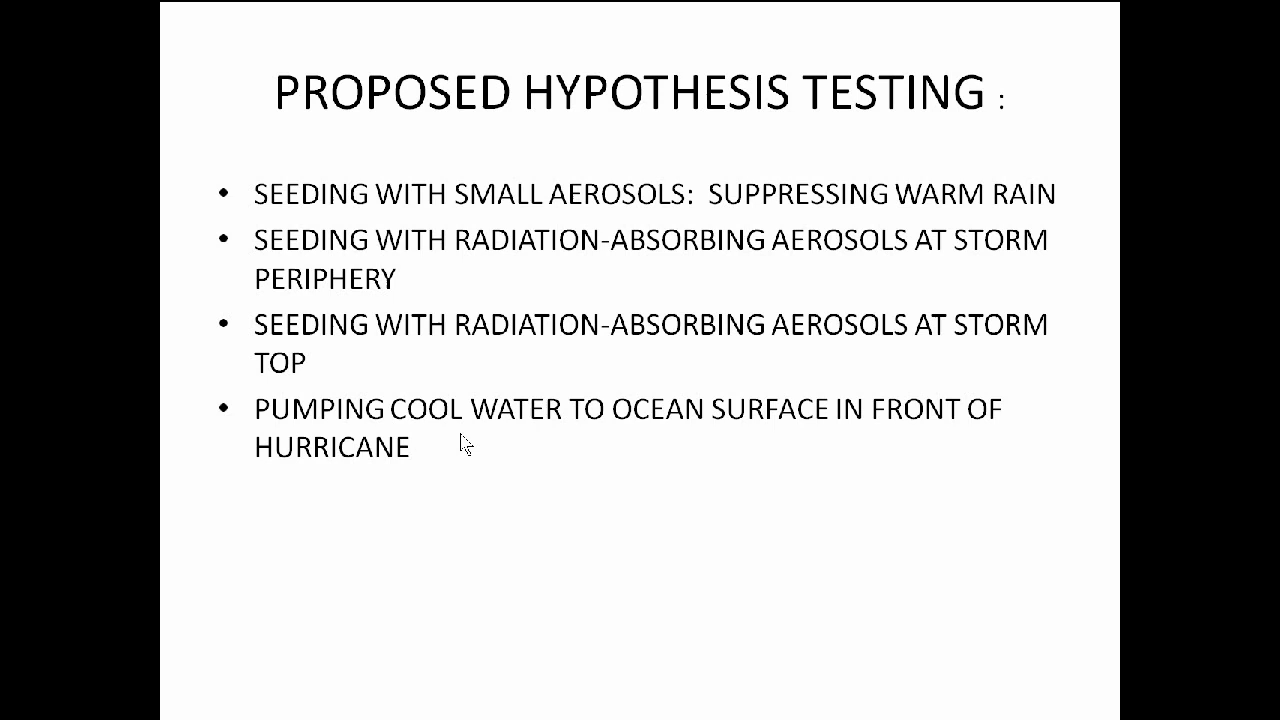 PROPOSED HYPOTHESIS TESTING :
• SEEDING WITH SMALL AEROSOLS:  SUPPRESSING WARM RAIN
• SEEDING WITH RADIATION-ABSORBING AEROSOLS AT STORM
PERIPHERY
• SEEDING WITH RADIATION-ABSORBING AEROSOLS AT STORM
TOP
• PUMPING COOL WATER TO OCEAN SURFACE IN FRONT OF
HURRICANE